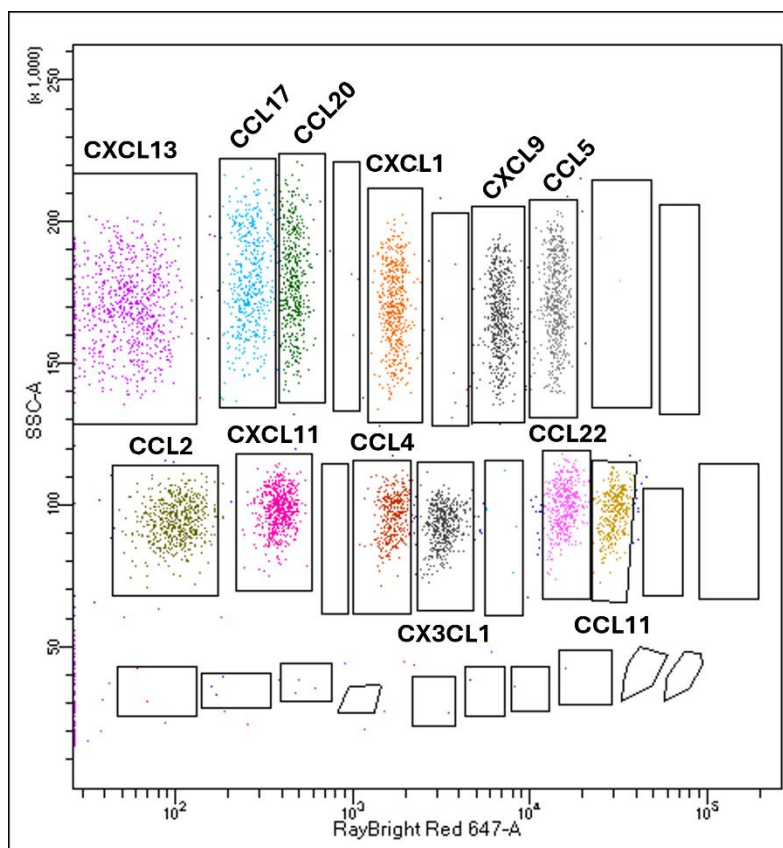 (x 1,000)
250
CCL17
CCL20
CXCL13
CXCL1
CXCL9
CCL5
200
150
SSC-A
CCL2
CXCL11
CCL4
CCL22
100
CX3CL1
CCL11
50
10² 10³ 10⁴ 10⁵
RayBright Red 647-A